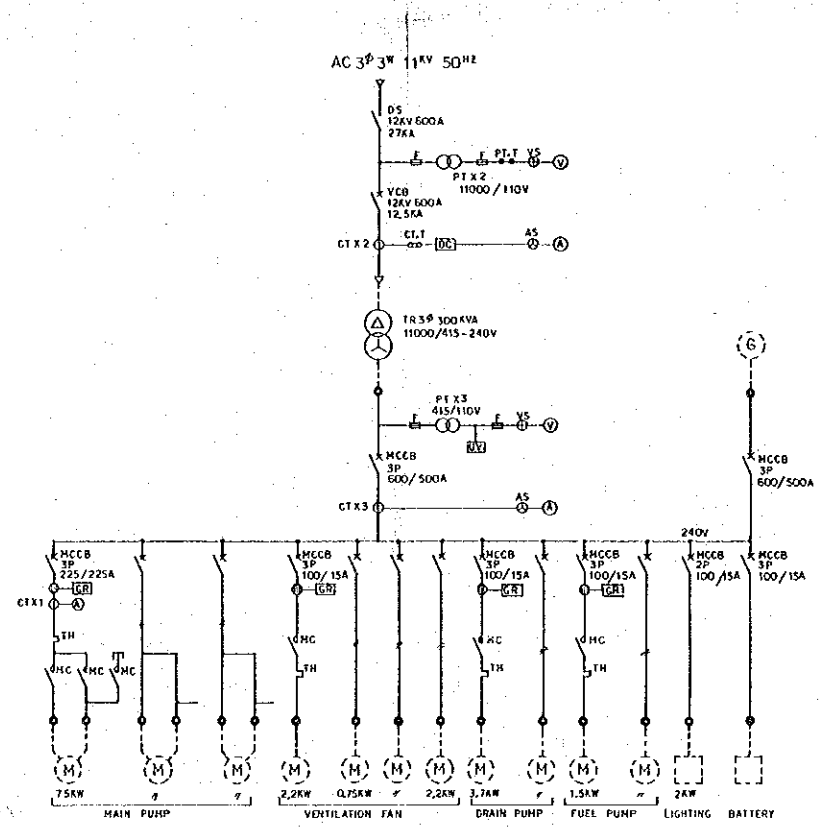 AC 3φ 3W 11KV 50HZ
DS
12KV 600A
27KA
F F PT.T VS V
PT X2
11000/110V
VCB
12KV 600A
12.5KA
CT X2 CT.T OC AS A
TR 3φ 300KVA
11000/415-240V
G
PT X3
415/110V
F F VS V
UV
MCCB
3P
600/500A
MCCB
3P
600/500A
CTX3 AS A
240V
MCCB MCCB MCCB MCCB MCCB MCCB
3P 3P 3P 3P 2P 3P
225/225A 100/15A 100/15A 100/15A 100/15A 100/15A
GR GR GR GR
CTX1 A
TH MC MC MC
MC MC MC TH TH TH
M M M M M M M M M M M
75KW 〃 〃 2,2KW 0,75KW 〃 2,2KW 3,7KW 〃 1,5KW 〃 2KW
MAIN PUMP VENTILATION FAN DRAIN PUMP FUEL PUMP LIGHTING BATTERY